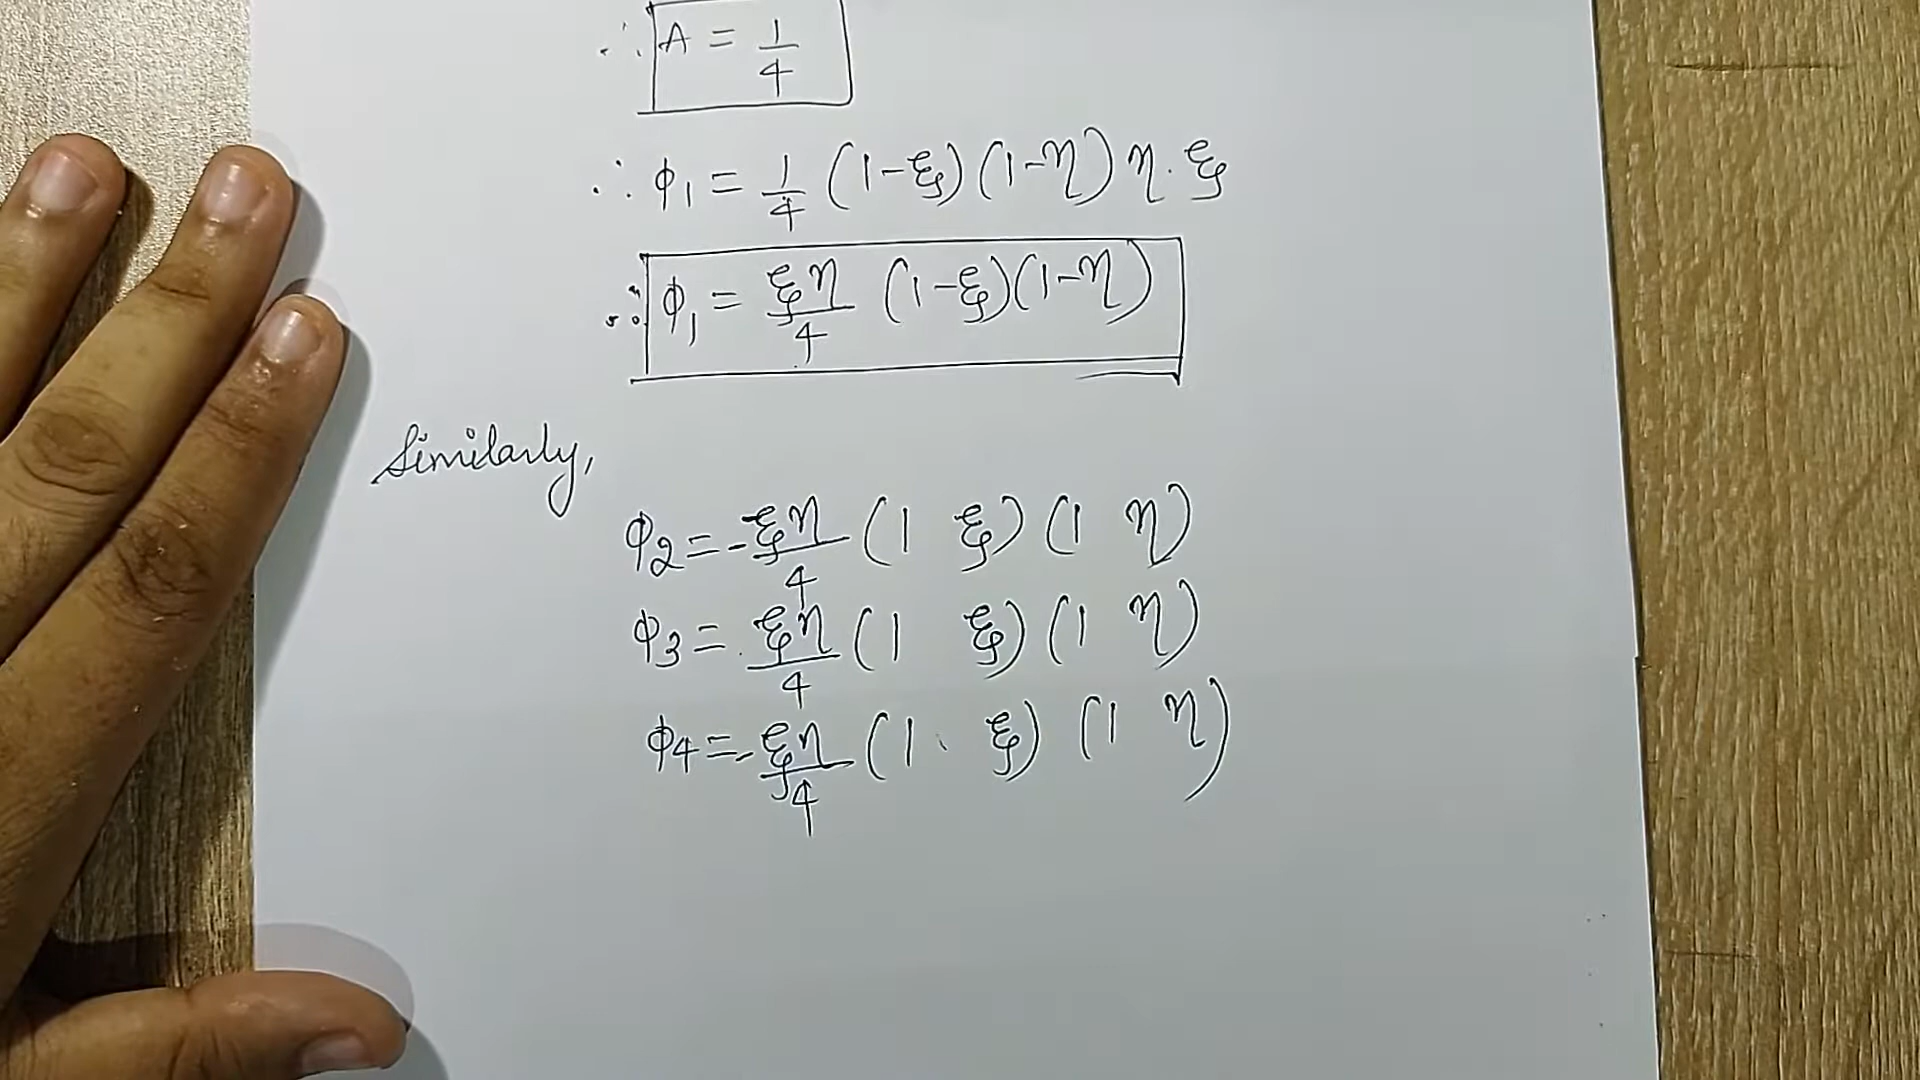 ∴ A = 1/4
∴ ϕ₁ = 1/4 (1-ξ)(1-η) η·ξ
∴ ϕ₁ = ξη/4 (1-ξ)(1-η)
Similarly,
ϕ₂ = -ξη/4 (1 ξ)(1 η)
ϕ₃ = ξη/4 (1 ξ)(1 η)
ϕ₄ = -ξη/4 (1 ξ)(1 η)